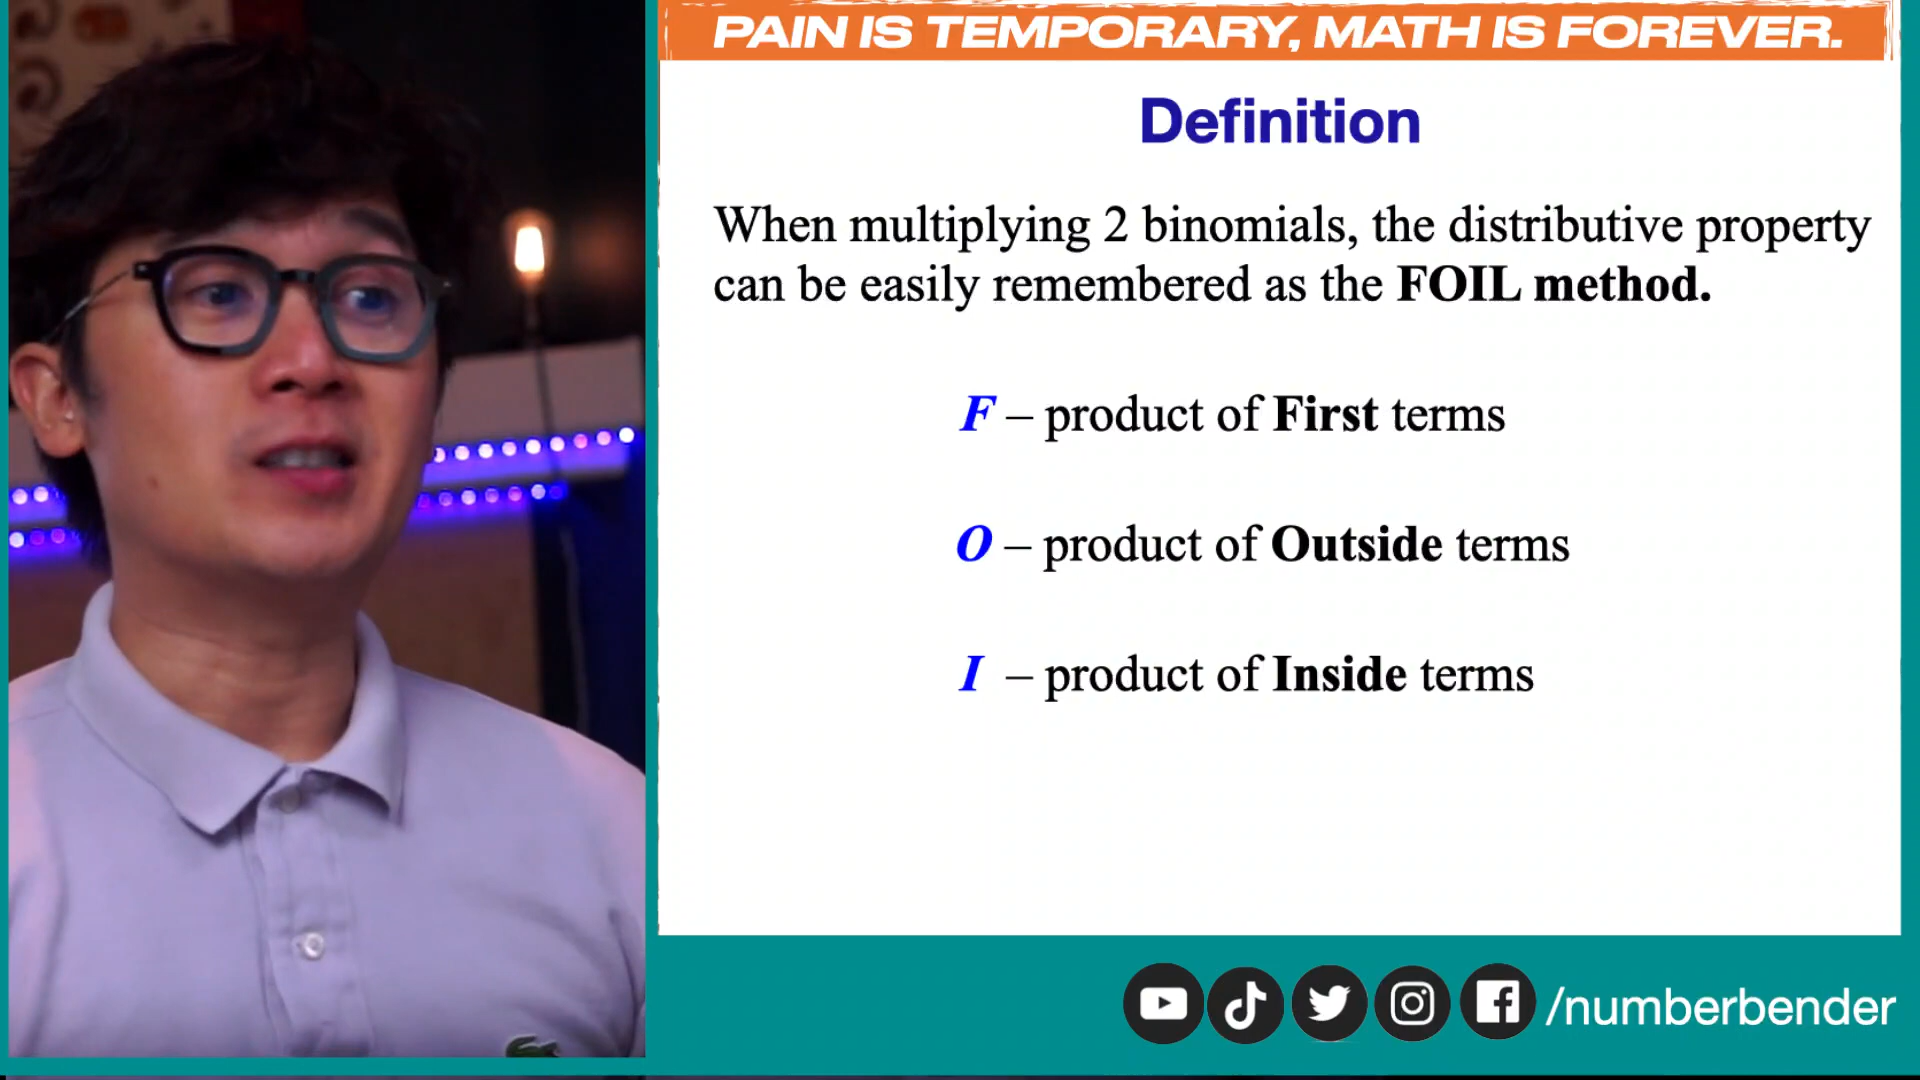 PAIN IS TEMPORARY, MATH IS FOREVER.
Definition
When multiplying 2 binomials, the distributive property
can be easily remembered as the FOIL method.
F – product of First terms
O – product of Outside terms
I – product of Inside terms
/numberbender